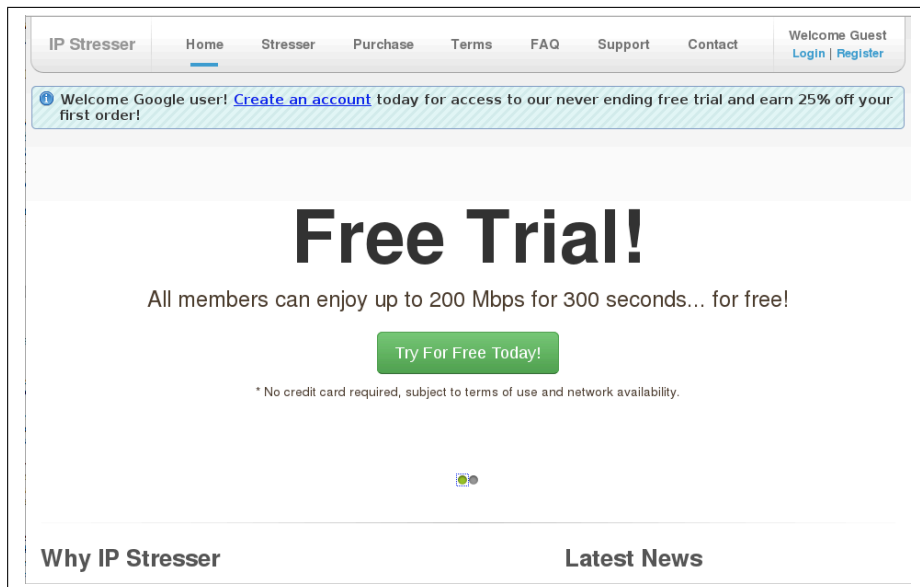 IP Stresser
Home Stresser Purchase Terms FAQ Support Contact
Welcome Guest
Login | Register
Welcome Google user! Create an account today for access to our never ending free trial and earn 25% off your
first order!
Free Trial!
All members can enjoy up to 200 Mbps for 300 seconds... for free!
Try For Free Today!
* No credit card required, subject to terms of use and network availability.
Why IP Stresser
Latest News